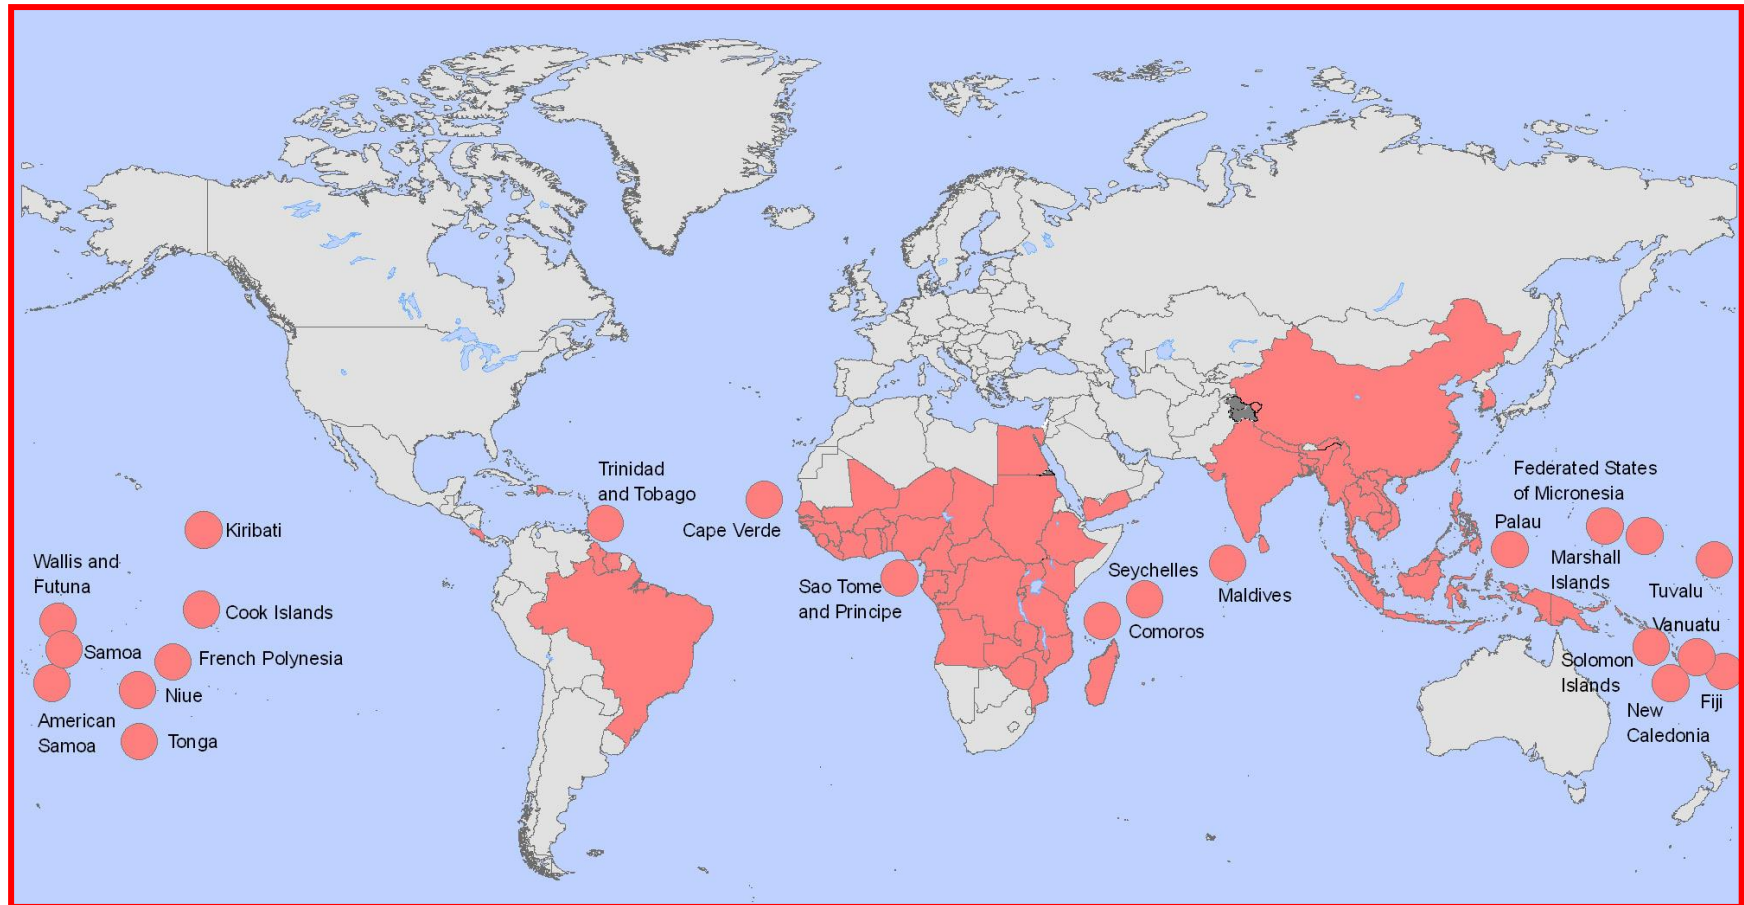 Trinidad
and Tobago
Cape Verde
Kiribati
Wallis and
Futuna
Cook Islands
Samoa
French Polynesia
Niue
American
Samoa
Tonga
Sao Tome
and Principe
Seychelles
Comoros
Maldives
Federated States
of Micronesia
Palau
Marshall
Islands
Tuvalu
Vanuatu
Solomon
Islands
Fiji
New
Caledonia